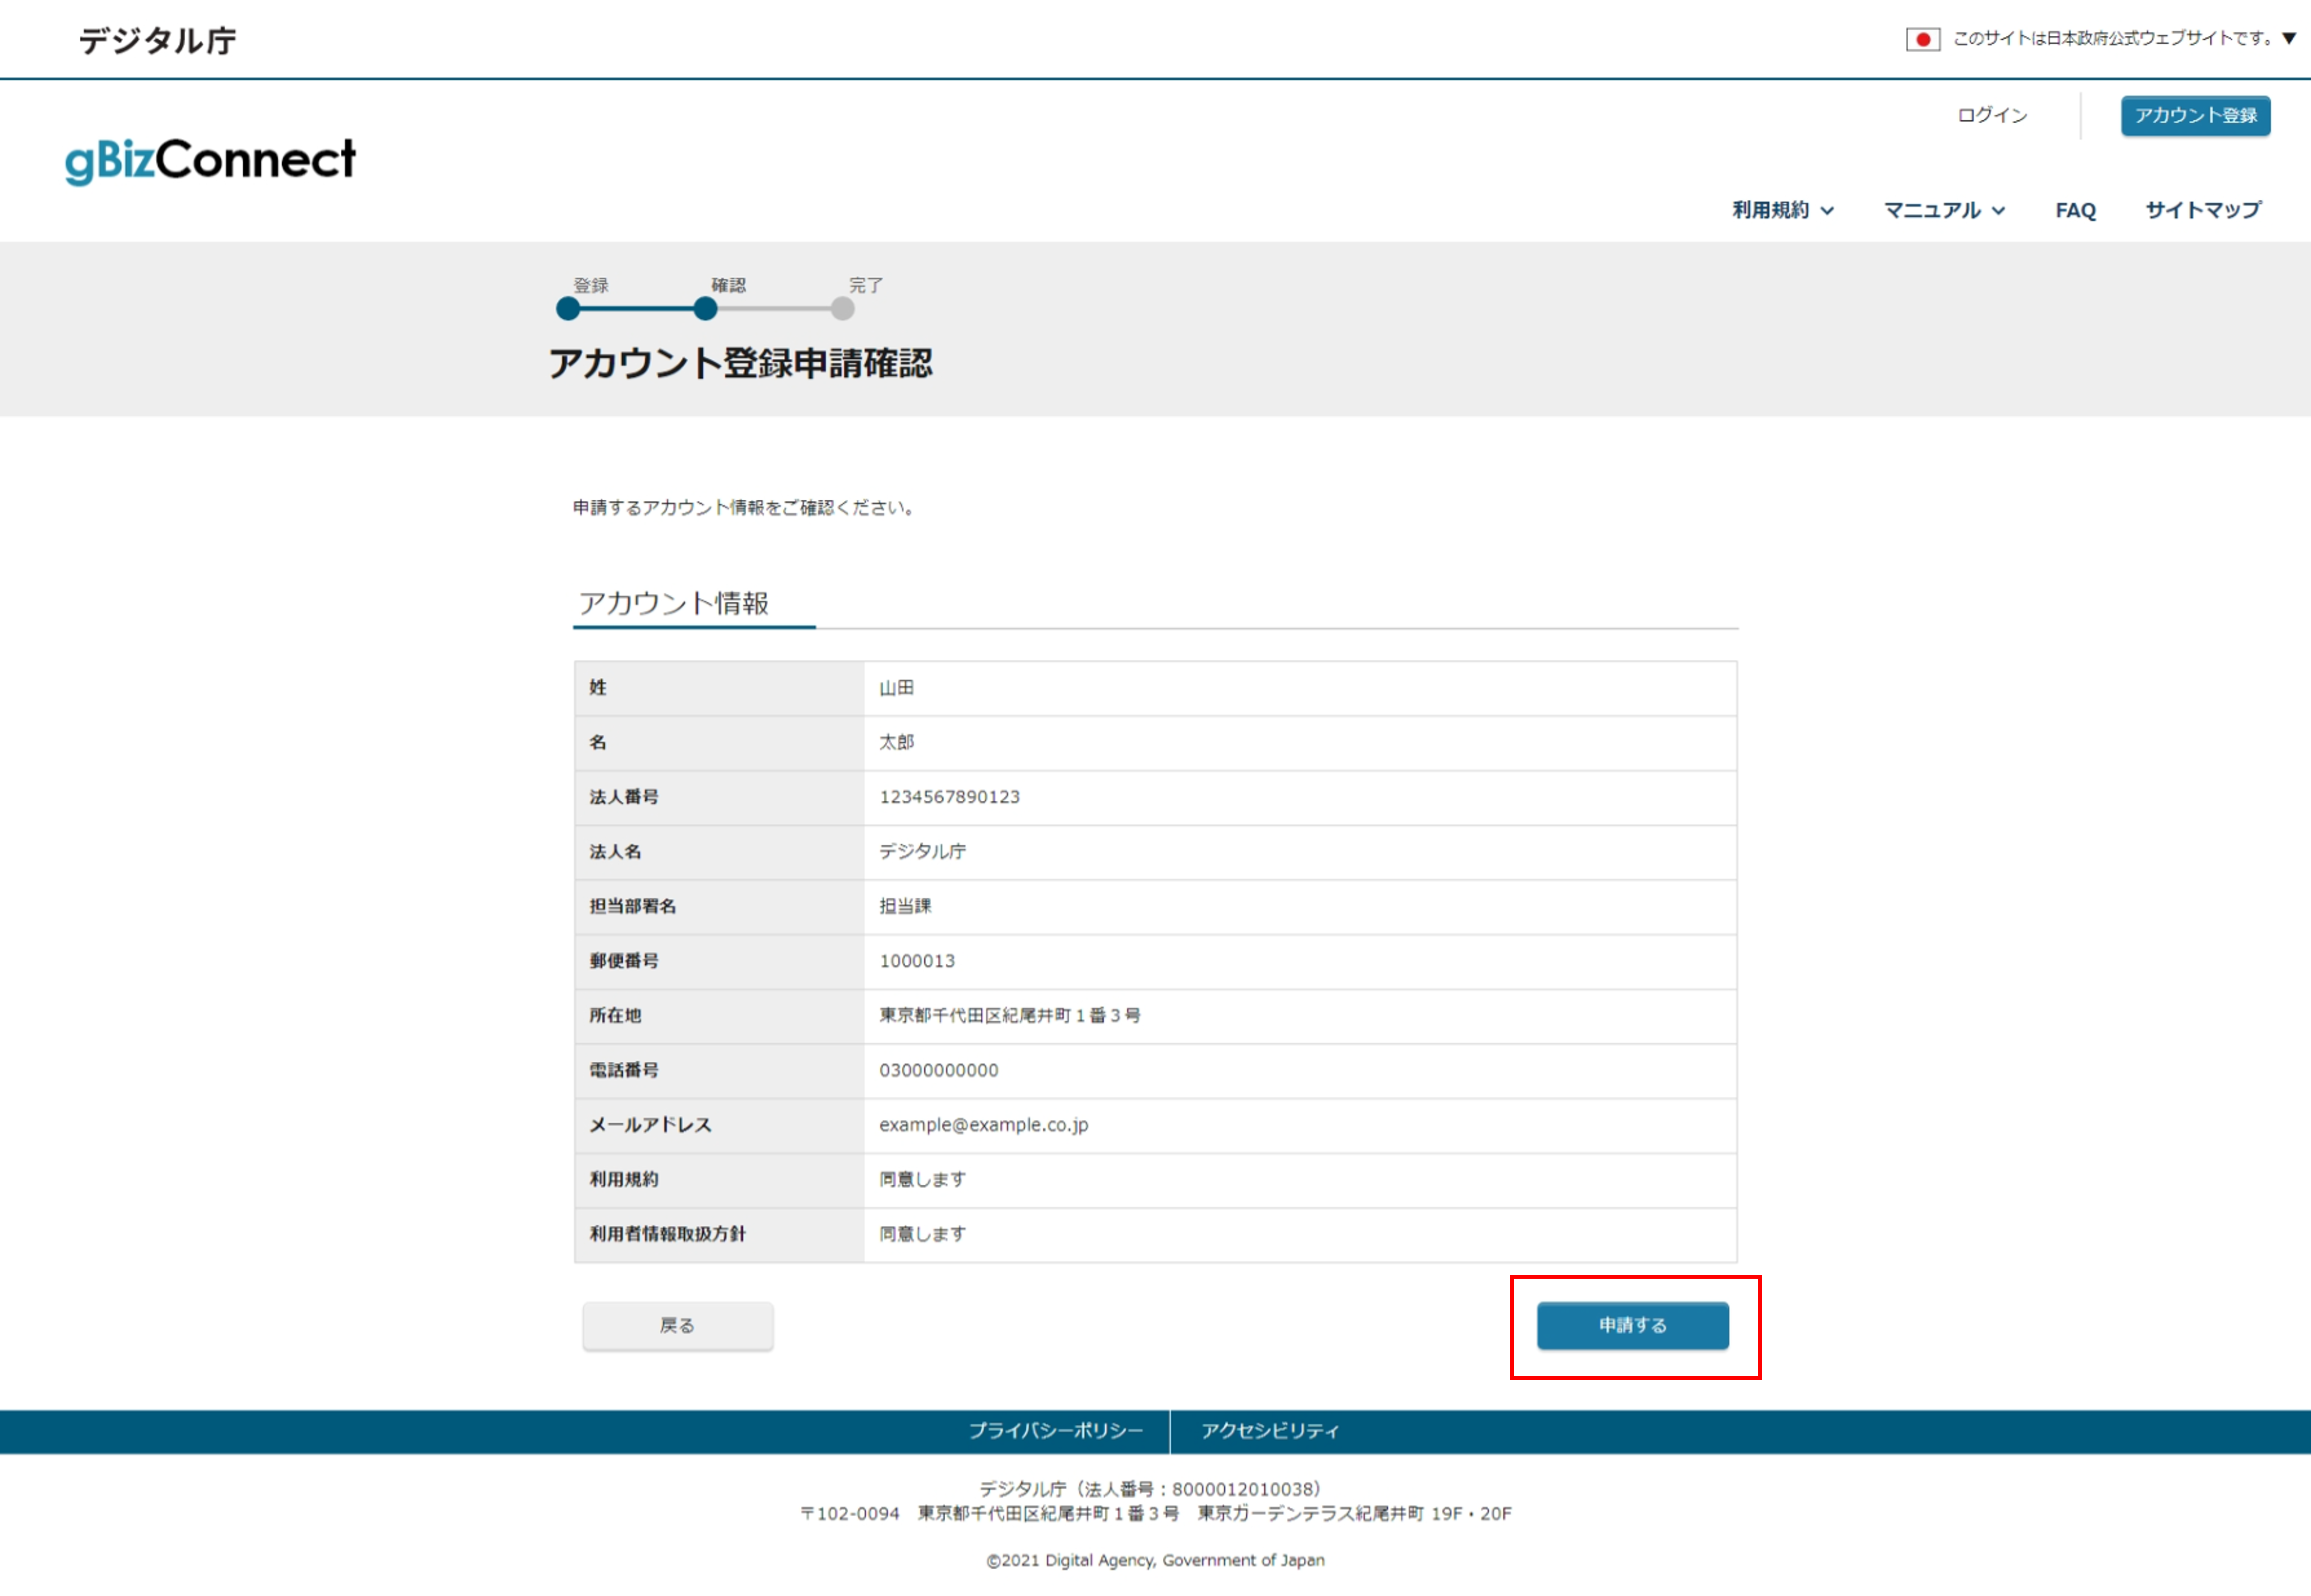 デジタル庁
このサイトは日本政府公式ウェブサイトです。▼
ログイン
アカウント登録
gBizConnect
利用規約
マニュアル
FAQ
サイトマップ
登録
確認
完了
アカウント登録申請確認
申請するアカウント情報をご確認ください。
アカウント情報
姓 山田
名 太郎
法人番号 1234567890123
法人名 デジタル庁
担当部署名 担当課
郵便番号 1000013
所在地 東京都千代田区紀尾井町１番３号
電話番号 03000000000
メールアドレス example@example.co.jp
利用規約 同意します
利用者情報取扱方針 同意します
戻る
申請する
プライバシーポリシー
アクセシビリティ
デジタル庁（法人番号：8000012010038）
〒102-0094　東京都千代田区紀尾井町１番３号　東京ガーデンテラス紀尾井町 19F・20F
©2021 Digital Agency, Government of Japan